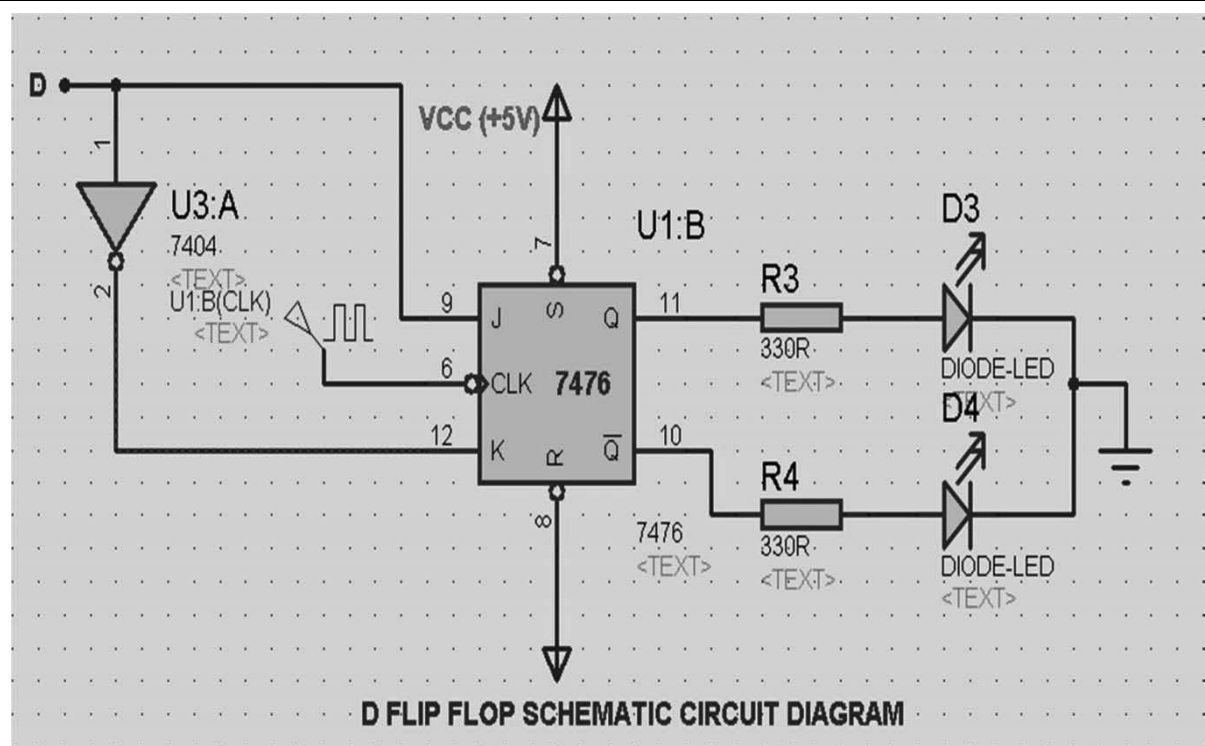 D
VCC (+5V)
1
U3:A
7404
<TEXT>
2
U1:B(CLK)
<TEXT>
7
U1:B
D3
9
J
S
Q
11
R3
330R
<TEXT>
DIODE-LED
<TEXT>
6
CLK
7476
12
K
R
Q̅
10
D4
R4
330R
<TEXT>
DIODE-LED
<TEXT>
8
7476
<TEXT>
D FLIP FLOP SCHEMATIC CIRCUIT DIAGRAM